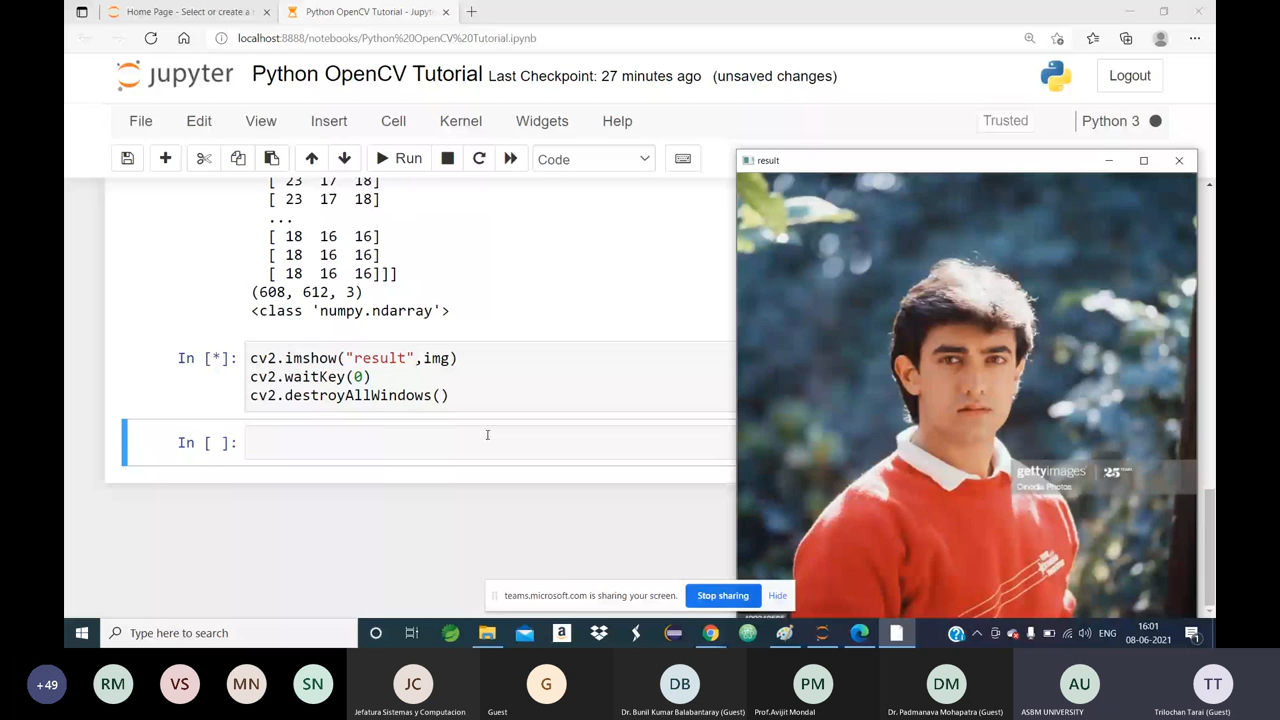 Home Page - Select or create a
Python OpenCV Tutorial - Jupyte
localhost:8888/notebooks/Python%20OpenCV%20Tutorial.ipynb
jupyter Python OpenCV Tutorial Last Checkpoint: 27 minutes ago (unsaved changes)
Logout
File Edit View Insert Cell Kernel Widgets Help
Trusted
Python 3
Run
Code
result
[ 23 17 18]
[ 23 17 18]
...
[ 18 16 16]
[ 18 16 16]
[ 18 16 16]]]
(608, 612, 3)
<class 'numpy.ndarray'>
In [*]:
cv2.imshow("result",img)
cv2.waitKey(0)
cv2.destroyAllWindows()
In [ ]:
gettyimages
25
Cinedia Photos
teams.microsoft.com is sharing your screen.
Stop sharing
Hide
Type here to search
ENG
16:01
08-06-2021
1
+49
RM
VS
MN
SN
JC
Jefatura Sistemas y Computacion
G
Guest
DB
Dr. Bunil Kumar Balabantaray (Guest)
PM
Prof.Avijit Mondal
DM
Dr. Padmanava Mohapatra (Guest)
AU
ASBM UNIVERSITY
TT
Trilochan Tarai (Guest)